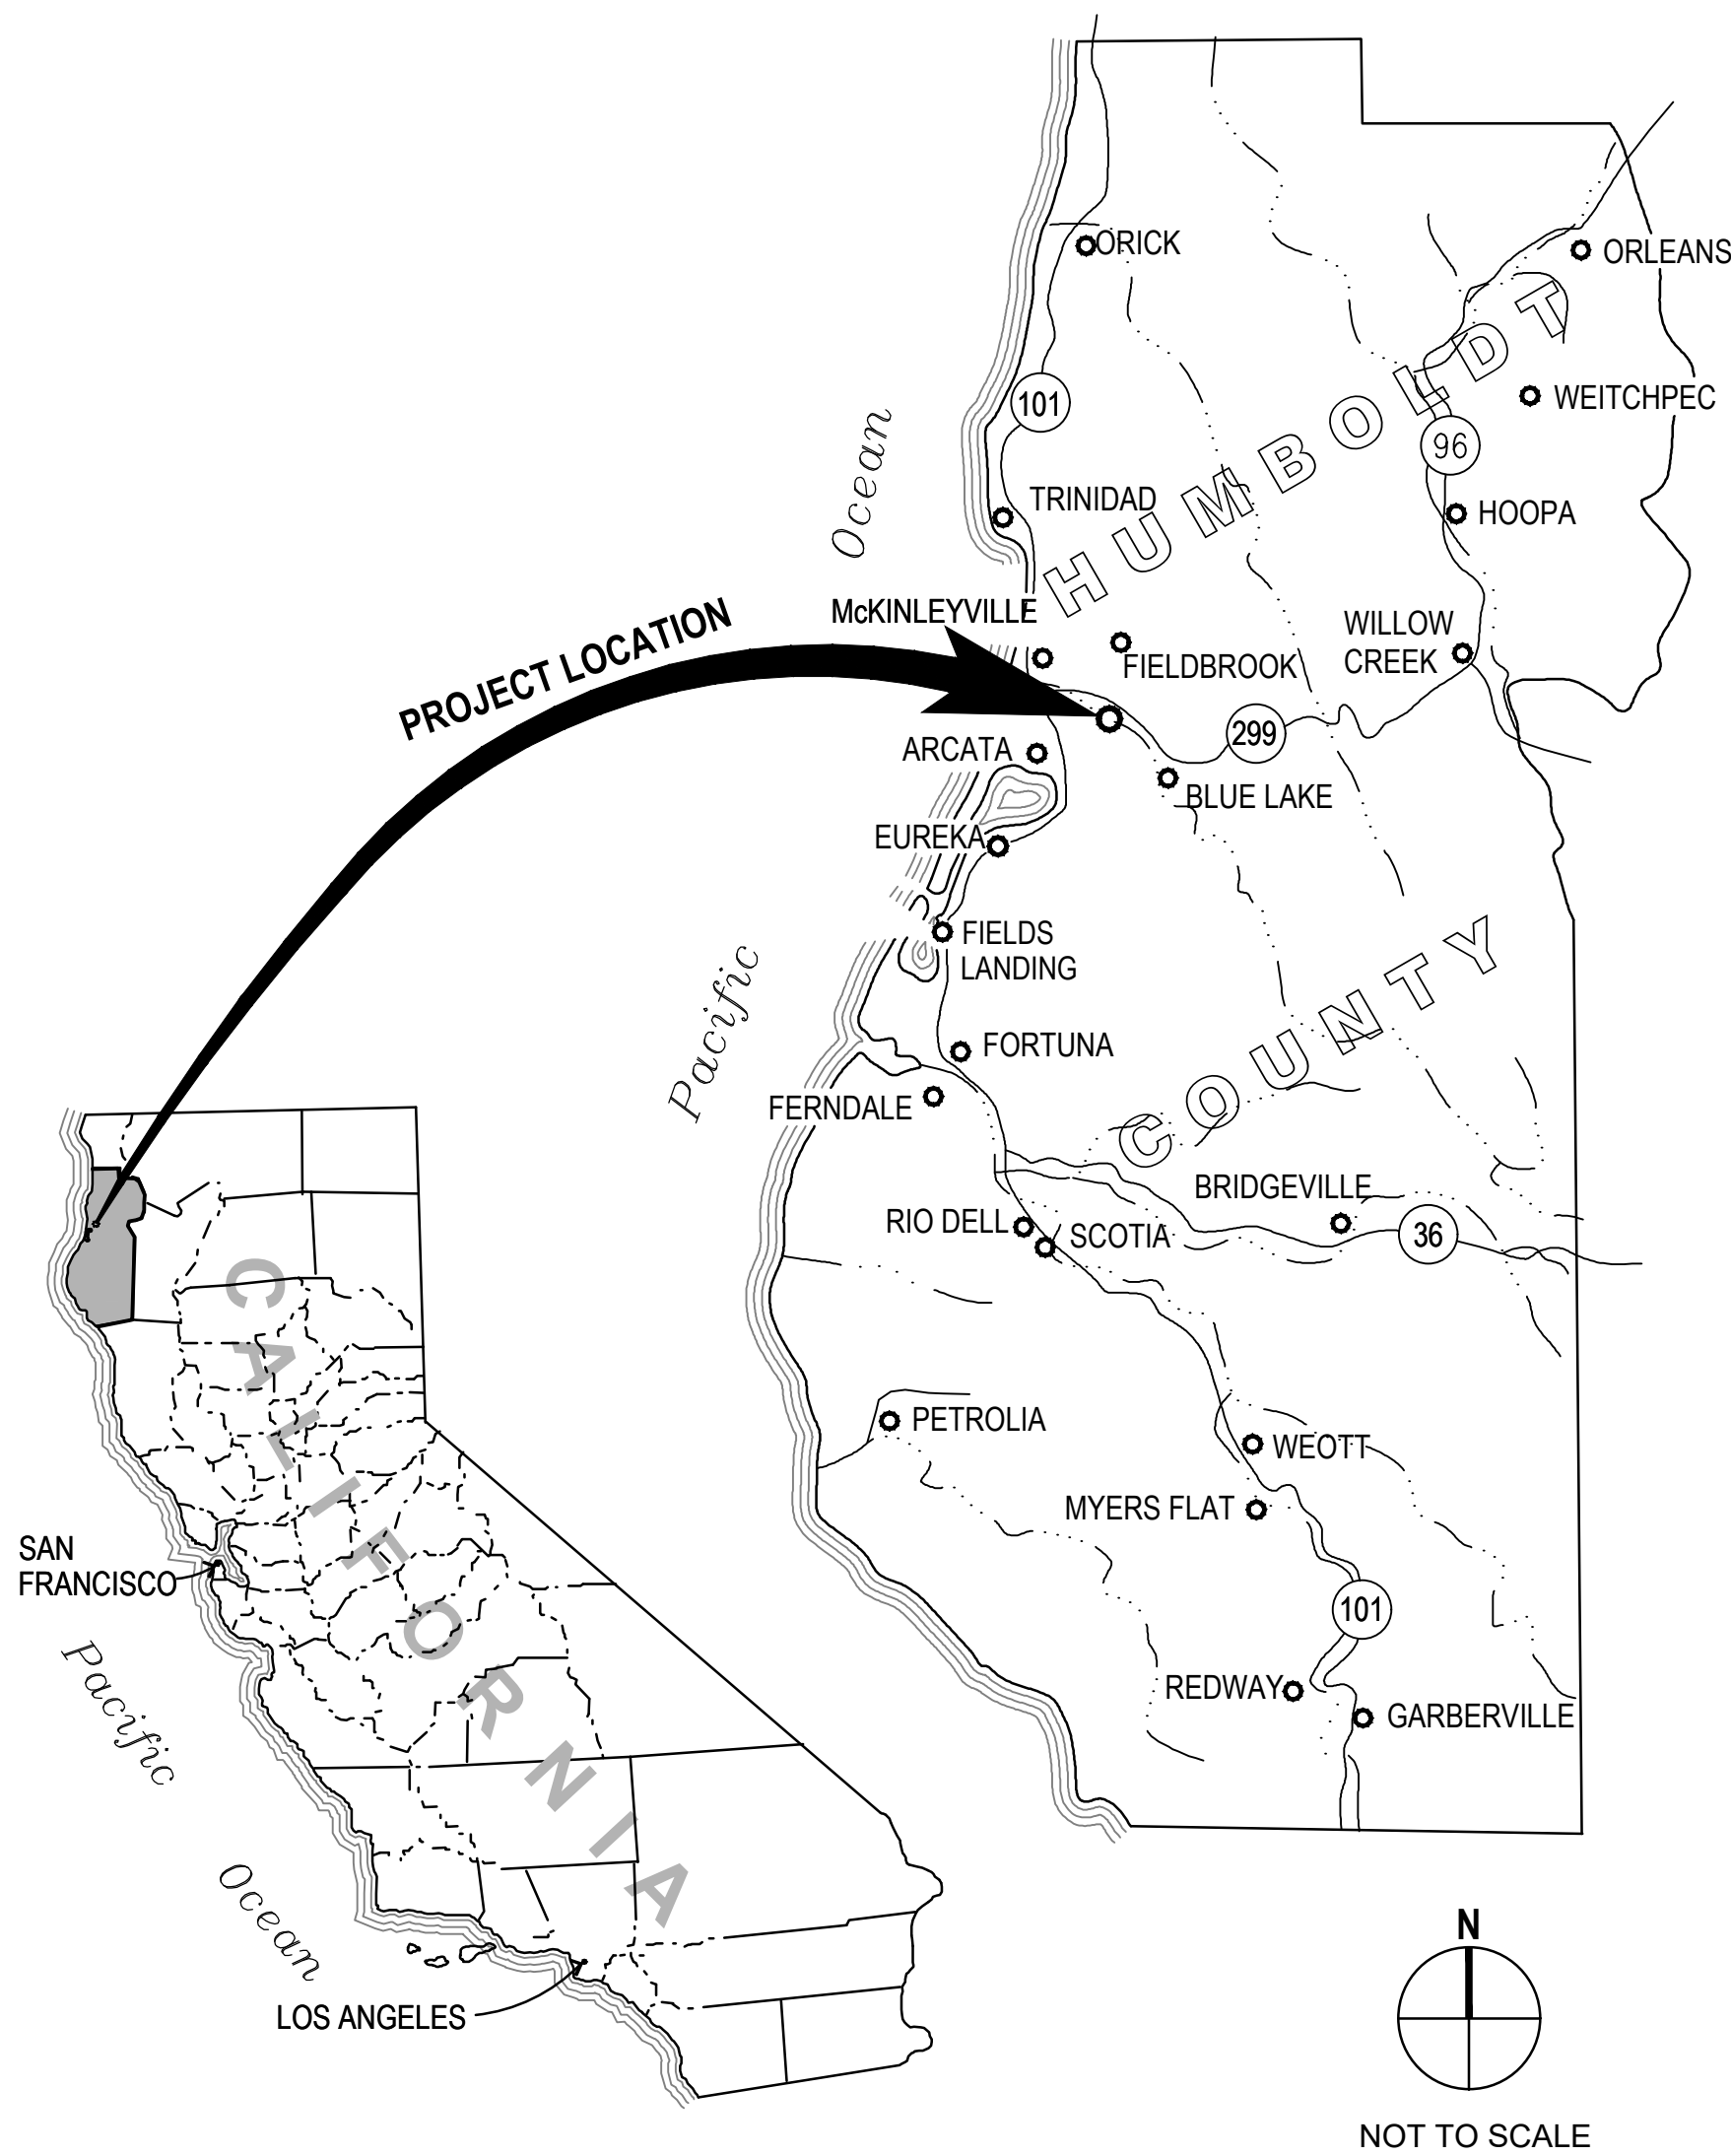 ORICK
ORLEANS
101
WEITCHPEC
96
HUMBOLDT
Ocean
TRINIDAD
HOOPA
PROJECT LOCATION
McKINLEYVILLE
WILLOW
CREEK
FIELDBROOK
299
ARCATA
BLUE LAKE
EUREKA
FIELDS
LANDING
Pacific
COUNTY
FORTUNA
FERNDALE
BRIDGEVILLE
RIO DELL
SCOTIA
36
CALIFORNIA
PETROLIA
WEOTT
MYERS FLAT
SAN
FRANCISCO
101
Pacific
REDWAY
GARBERVILLE
Ocean
LOS ANGELES
N
NOT TO SCALE